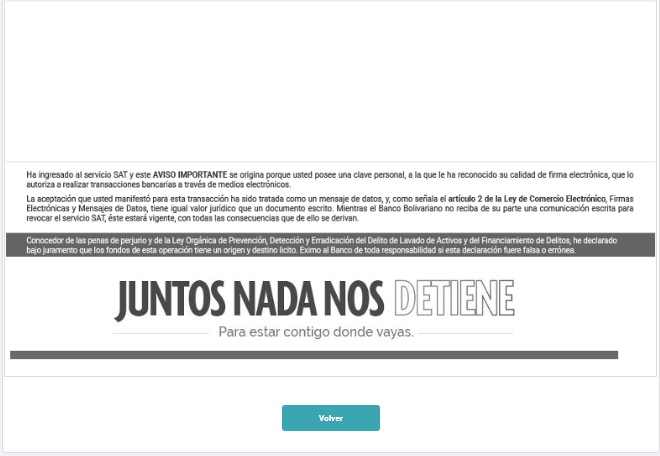 Ha ingresado al servicio SAT y este AVISO IMPORTANTE se origina porque usted posee una clave personal, a la que le ha reconocido su calidad de firma electrónica, que lo
autoriza a realizar transacciones bancarias a través de medios electrónicos.
La aceptación que usted manifestó para esta transacción ha sido tratada como un mensaje de datos, y, como señala el artículo 2 de la Ley de Comercio Electrónico, Firmas
Electrónicas y Mensajes de Datos, tiene igual valor jurídico que un documento escrito. Mientras el Banco Bolivariano no reciba de su parte una comunicación escrita para
revocar el servicio SAT, éste estará vigente, con todas las consecuencias que de ello se derivan.
Conocedor de las penas de perjurio y de la Ley Orgánica de Prevención, Detección y Erradicación del Delito de Lavado de Activos y del Financiamiento de Delitos, he declarado
bajo juramento que los fondos de esta operación tiene un origen y destino lícito. Eximo al Banco de toda responsabilidad si esta declaración fuere falsa o errónea.
JUNTOS NADA NOS DETIENE
Para estar contigo donde vayas.
Volver